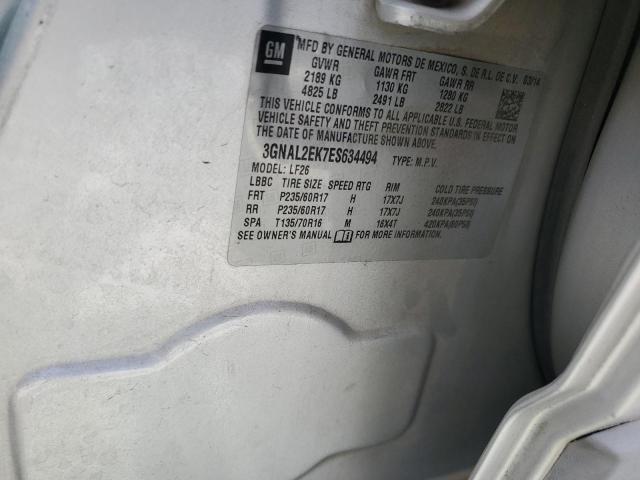 GM
MFD BY GENERAL MOTORS DE MEXICO, S. DE R.L. DE C.V. 03/14
GVWR GAWR FRT GAWR RR
2189 KG 1130 KG 1280 KG
4825 LB 2491 LB 2822 LB
THIS VEHICLE CONFORMS TO ALL APPLICABLE U.S. FEDERAL MOTOR
VEHICLE SAFETY AND THEFT PREVENTION STANDARDS IN EFFECT ON
THE DATE OF MANUFACTURE SHOWN ABOVE.
3GNAL2EK7ES634494 TYPE: M.P.V.
MODEL: LF26
LBBC TIRE SIZE SPEED RTG RIM COLD TIRE PRESSURE
FRT P235/60R17 H 17X7J 240KPA(35PSI)
RR P235/60R17 H 17X7J 240KPA(35PSI)
SPA T135/70R16 M 16X4T 420KPA(60PSI)
SEE OWNER'S MANUAL FOR MORE INFORMATION.